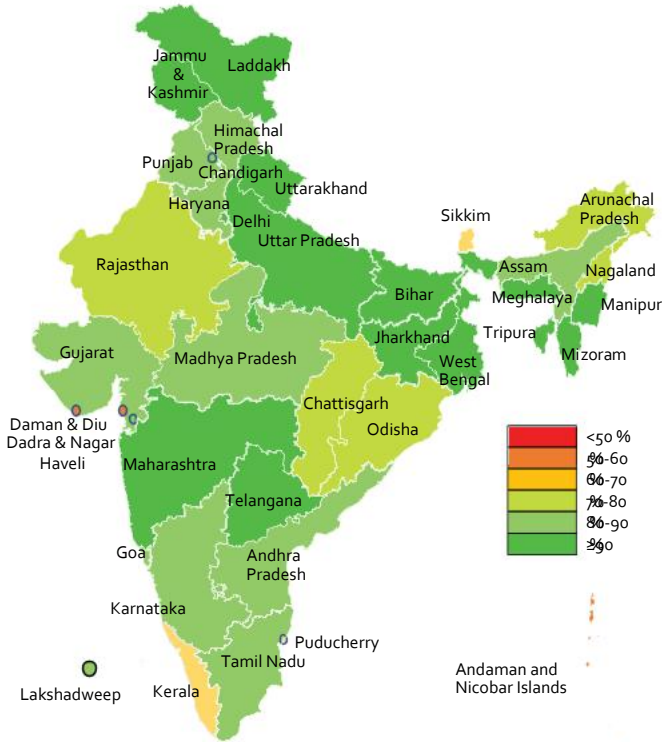 Jammu
&
Kashmir
Laddakh
Himachal
Pradesh
Punjab
Chandigarh
Uttarakhand
Haryana
Delhi
Uttar Pradesh
Sikkim
Arunachal
Pradesh
Rajasthan
Assam
Nagaland
Bihar
Meghalaya
Manipur
Gujarat
Jharkhand
Tripura
Madhya Pradesh
West
Bengal
Mizoram
Chattisgarh
Daman & Diu
Dadra & Nagar
Haveli
Odisha
Maharashtra
<50 %
Telangana
Goa
Andhra
Pradesh
Karnataka
Puducherry
Tamil Nadu
Lakshadweep
Kerala
Andaman and
Nicobar Islands